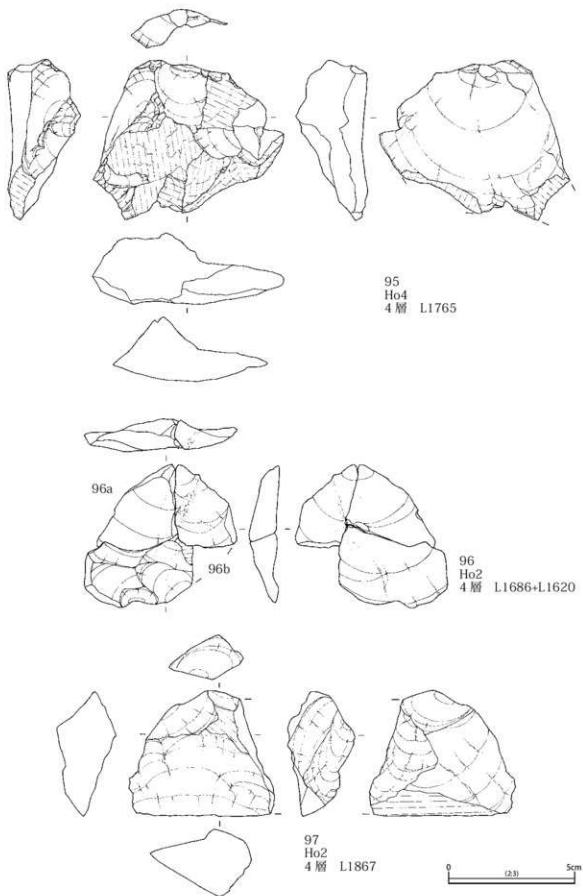 95
Ho4
4 層 L1765
96a
96b
96
Ho2
4 層 L1686+L1620
97
Ho2
4 層 L1867
0 (2:3) 5cm